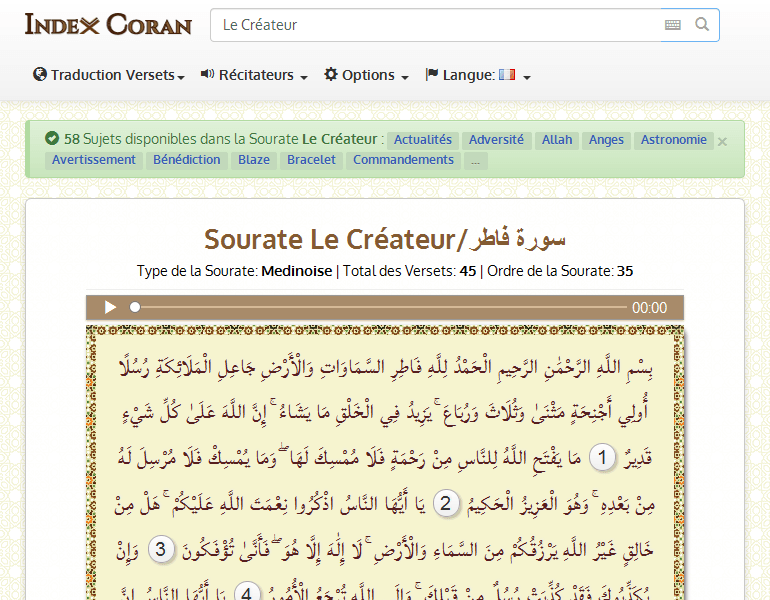 Index Coran
Le Créateur
Traduction Versets Récitateurs Options Langue:
58 Sujets disponibles dans la Sourate Le Créateur : Actualités Adversité Allah Anges Astronomie ×
Avertissement Bénédiction Blaze Bracelet Commandements ...
Sourate Le Créateur/سورة فاطر
Type de la Sourate: Medinoise | Total des Versets: 45 | Ordre de la Sourate: 35
00:00
بِسْمِ اللَّهِ الرَّحْمَٰنِ الرَّحِيمِ الْحَمْدُ لِلَّهِ فَاطِرِ السَّمَاوَاتِ وَالْأَرْضِ جَاعِلِ الْمَلَائِكَةِ رُسُلًا
أُولِي أَجْنِحَةٍ مَثْنَىٰ وَثُلَاثَ وَرُبَاعَ ۚ يَزِيدُ فِي الْخَلْقِ مَا يَشَاءُ ۚ إِنَّ اللَّهَ عَلَىٰ كُلِّ شَيْءٍ
قَدِيرٌ 1 مَا يَفْتَحِ اللَّهُ لِلنَّاسِ مِنْ رَحْمَةٍ فَلَا مُمْسِكَ لَهَا ۖ وَمَا يُمْسِكْ فَلَا مُرْسِلَ لَهُ
مِنْ بَعْدِهِ ۚ وَهُوَ الْعَزِيزُ الْحَكِيمُ 2 يَا أَيُّهَا النَّاسُ اذْكُرُوا نِعْمَتَ اللَّهِ عَلَيْكُمْ ۚ هَلْ مِنْ
خَالِقٍ غَيْرُ اللَّهِ يَرْزُقُكُمْ مِنَ السَّمَاءِ وَالْأَرْضِ ۚ لَا إِلَٰهَ إِلَّا هُوَ ۖ فَأَنَّىٰ تُؤْفَكُونَ 3 وَإِنْ
يُكَذِّبُوكَ فَقَدْ كُذِّبَتْ رُسُلٌ مِنْ قَبْلِكَ ۚ وَإِلَى اللَّهِ تُرْجَعُ الْأُمُورُ 4 يَا أَيُّهَا النَّاسُ إِنَّ